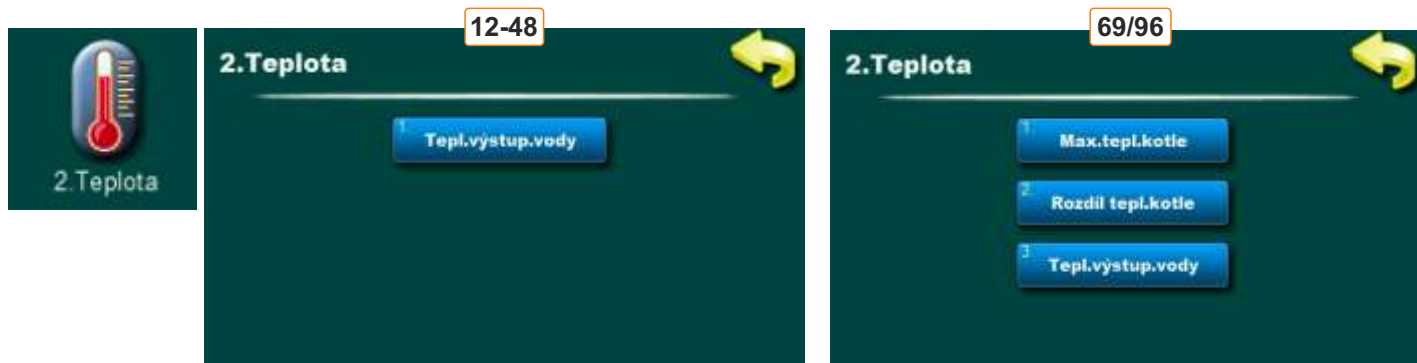 2.Teplota
12-48
2.Teplota
1.
Tepl.výstup.vody
69/96
2.Teplota
1.
Max.tepl.kotle
2.
Rozdíl tepl.kotle
3.
Tepl.výstup.vody